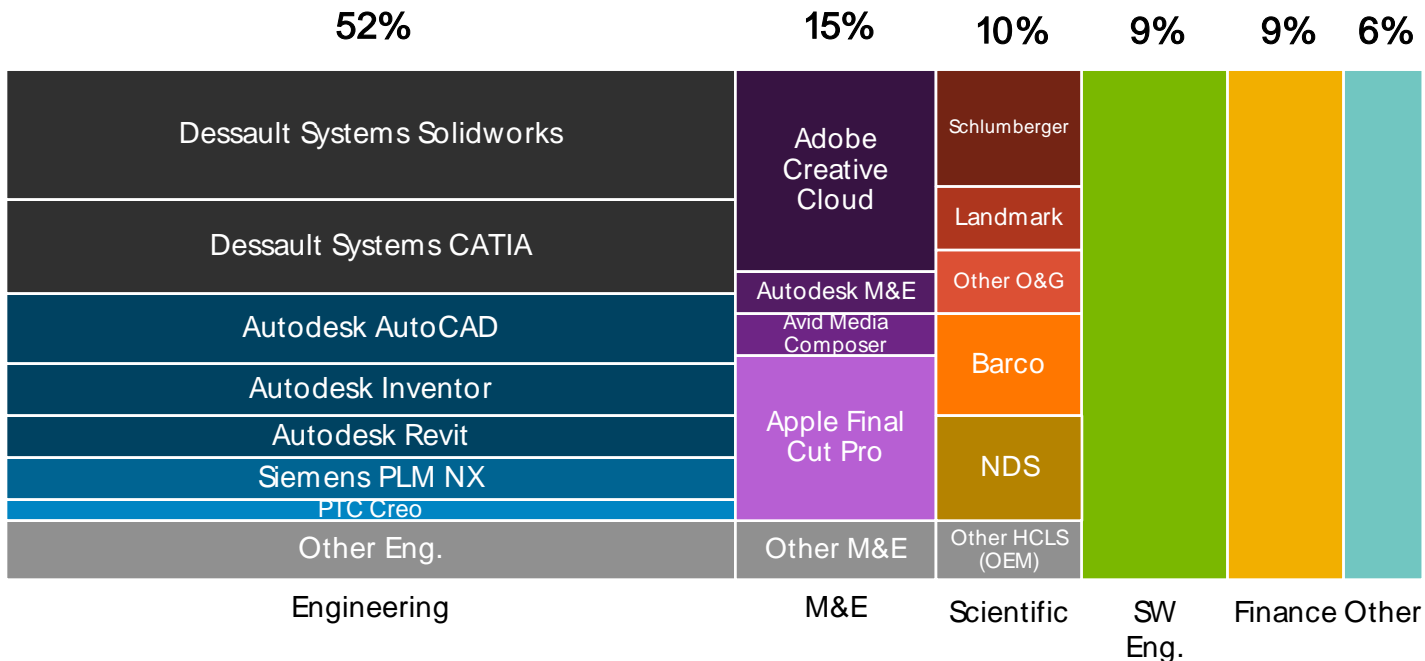 52%
15%
10%
9%
9%
6%
Dessault Systems Solidworks
Dessault Systems CATIA
Autodesk AutoCAD
Autodesk Inventor
Autodesk Revit
Siemens PLM NX
PTC Creo
Other Eng.
Adobe
Creative
Cloud
Autodesk M&E
Avid Media
Composer
Apple Final
Cut Pro
Other M&E
Schlumberger
Landmark
Other O&G
Barco
NDS
Other HCLS
(OEM)
Engineering
M&E
Scientific
SW
Eng.
Finance
Other